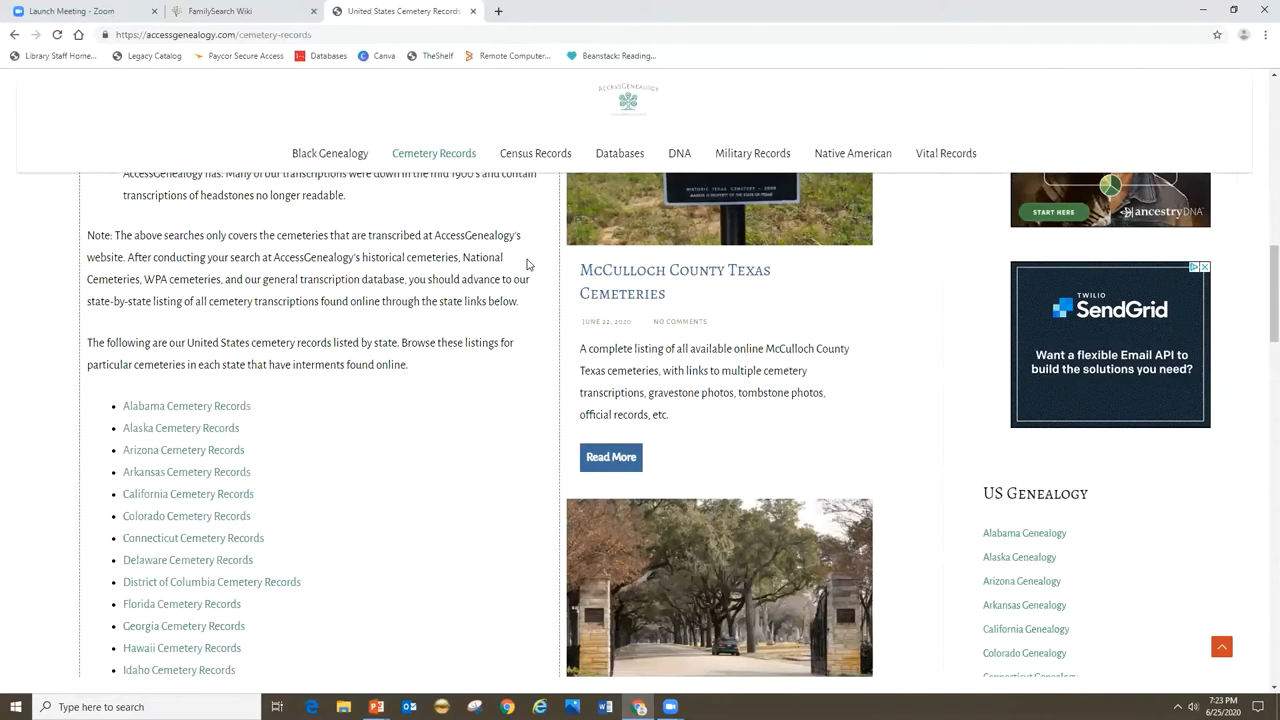 Launch Meeting - Zoom
FamilySearch Wiki
United States Cemetery Records •
https://accessgenealogy.com/cemetery-records
Library Staff Home...
Legacy Catalog
Paycor Secure Access
Databases
Canva
TheShelf
Remote Computer...
Beanstack: Reading...
AccessGenealogy
Black Genealogy
Cemetery Records
Census Records
Databases
DNA
Military Records
Native American
Vital Records
AccessGenealogy has. Many of our transcriptions were down in the mid 1900's and contain
transcriptions of headstones no longer readable.
Note: The above searches only covers the cemeteries that are transcribed at AccessGenealogy's
website. After conducting your search at AccessGenealogy's historical cemeteries, National
Cemeteries, WPA cemeteries, and our general transcription database, you should advance to our
state-by-state listing of all cemetery transcriptions found online through the state links below.
The following are our United States cemetery records listed by state. Browse these listings for
particular cemeteries in each state that have interments found online.
Alabama Cemetery Records
Alaska Cemetery Records
Arizona Cemetery Records
Arkansas Cemetery Records
California Cemetery Records
Colorado Cemetery Records
Connecticut Cemetery Records
Delaware Cemetery Records
District of Columbia Cemetery Records
Florida Cemetery Records
Georgia Cemetery Records
Hawaii Cemetery Records
Idaho Cemetery Records
HISTORIC TEXAS CEMETERY - 2008
McCulloch County Texas
Cemeteries
JUNE 22, 2020
NO COMMENTS
A complete listing of all available online McCulloch County
Texas cemeteries, with links to multiple cemetery
transcriptions, gravestone photos, tombstone photos,
official records, etc.
Read More
START HERE
ancestryDNA
TWILIO
SendGrid
Want a flexible Email API to
build the solutions you need?
US Genealogy
Alabama Genealogy
Alaska Genealogy
Arizona Genealogy
Arkansas Genealogy
California Genealogy
Colorado Genealogy
Connecticut Genealogy
Type here to search
7:23 PM
6/25/2020